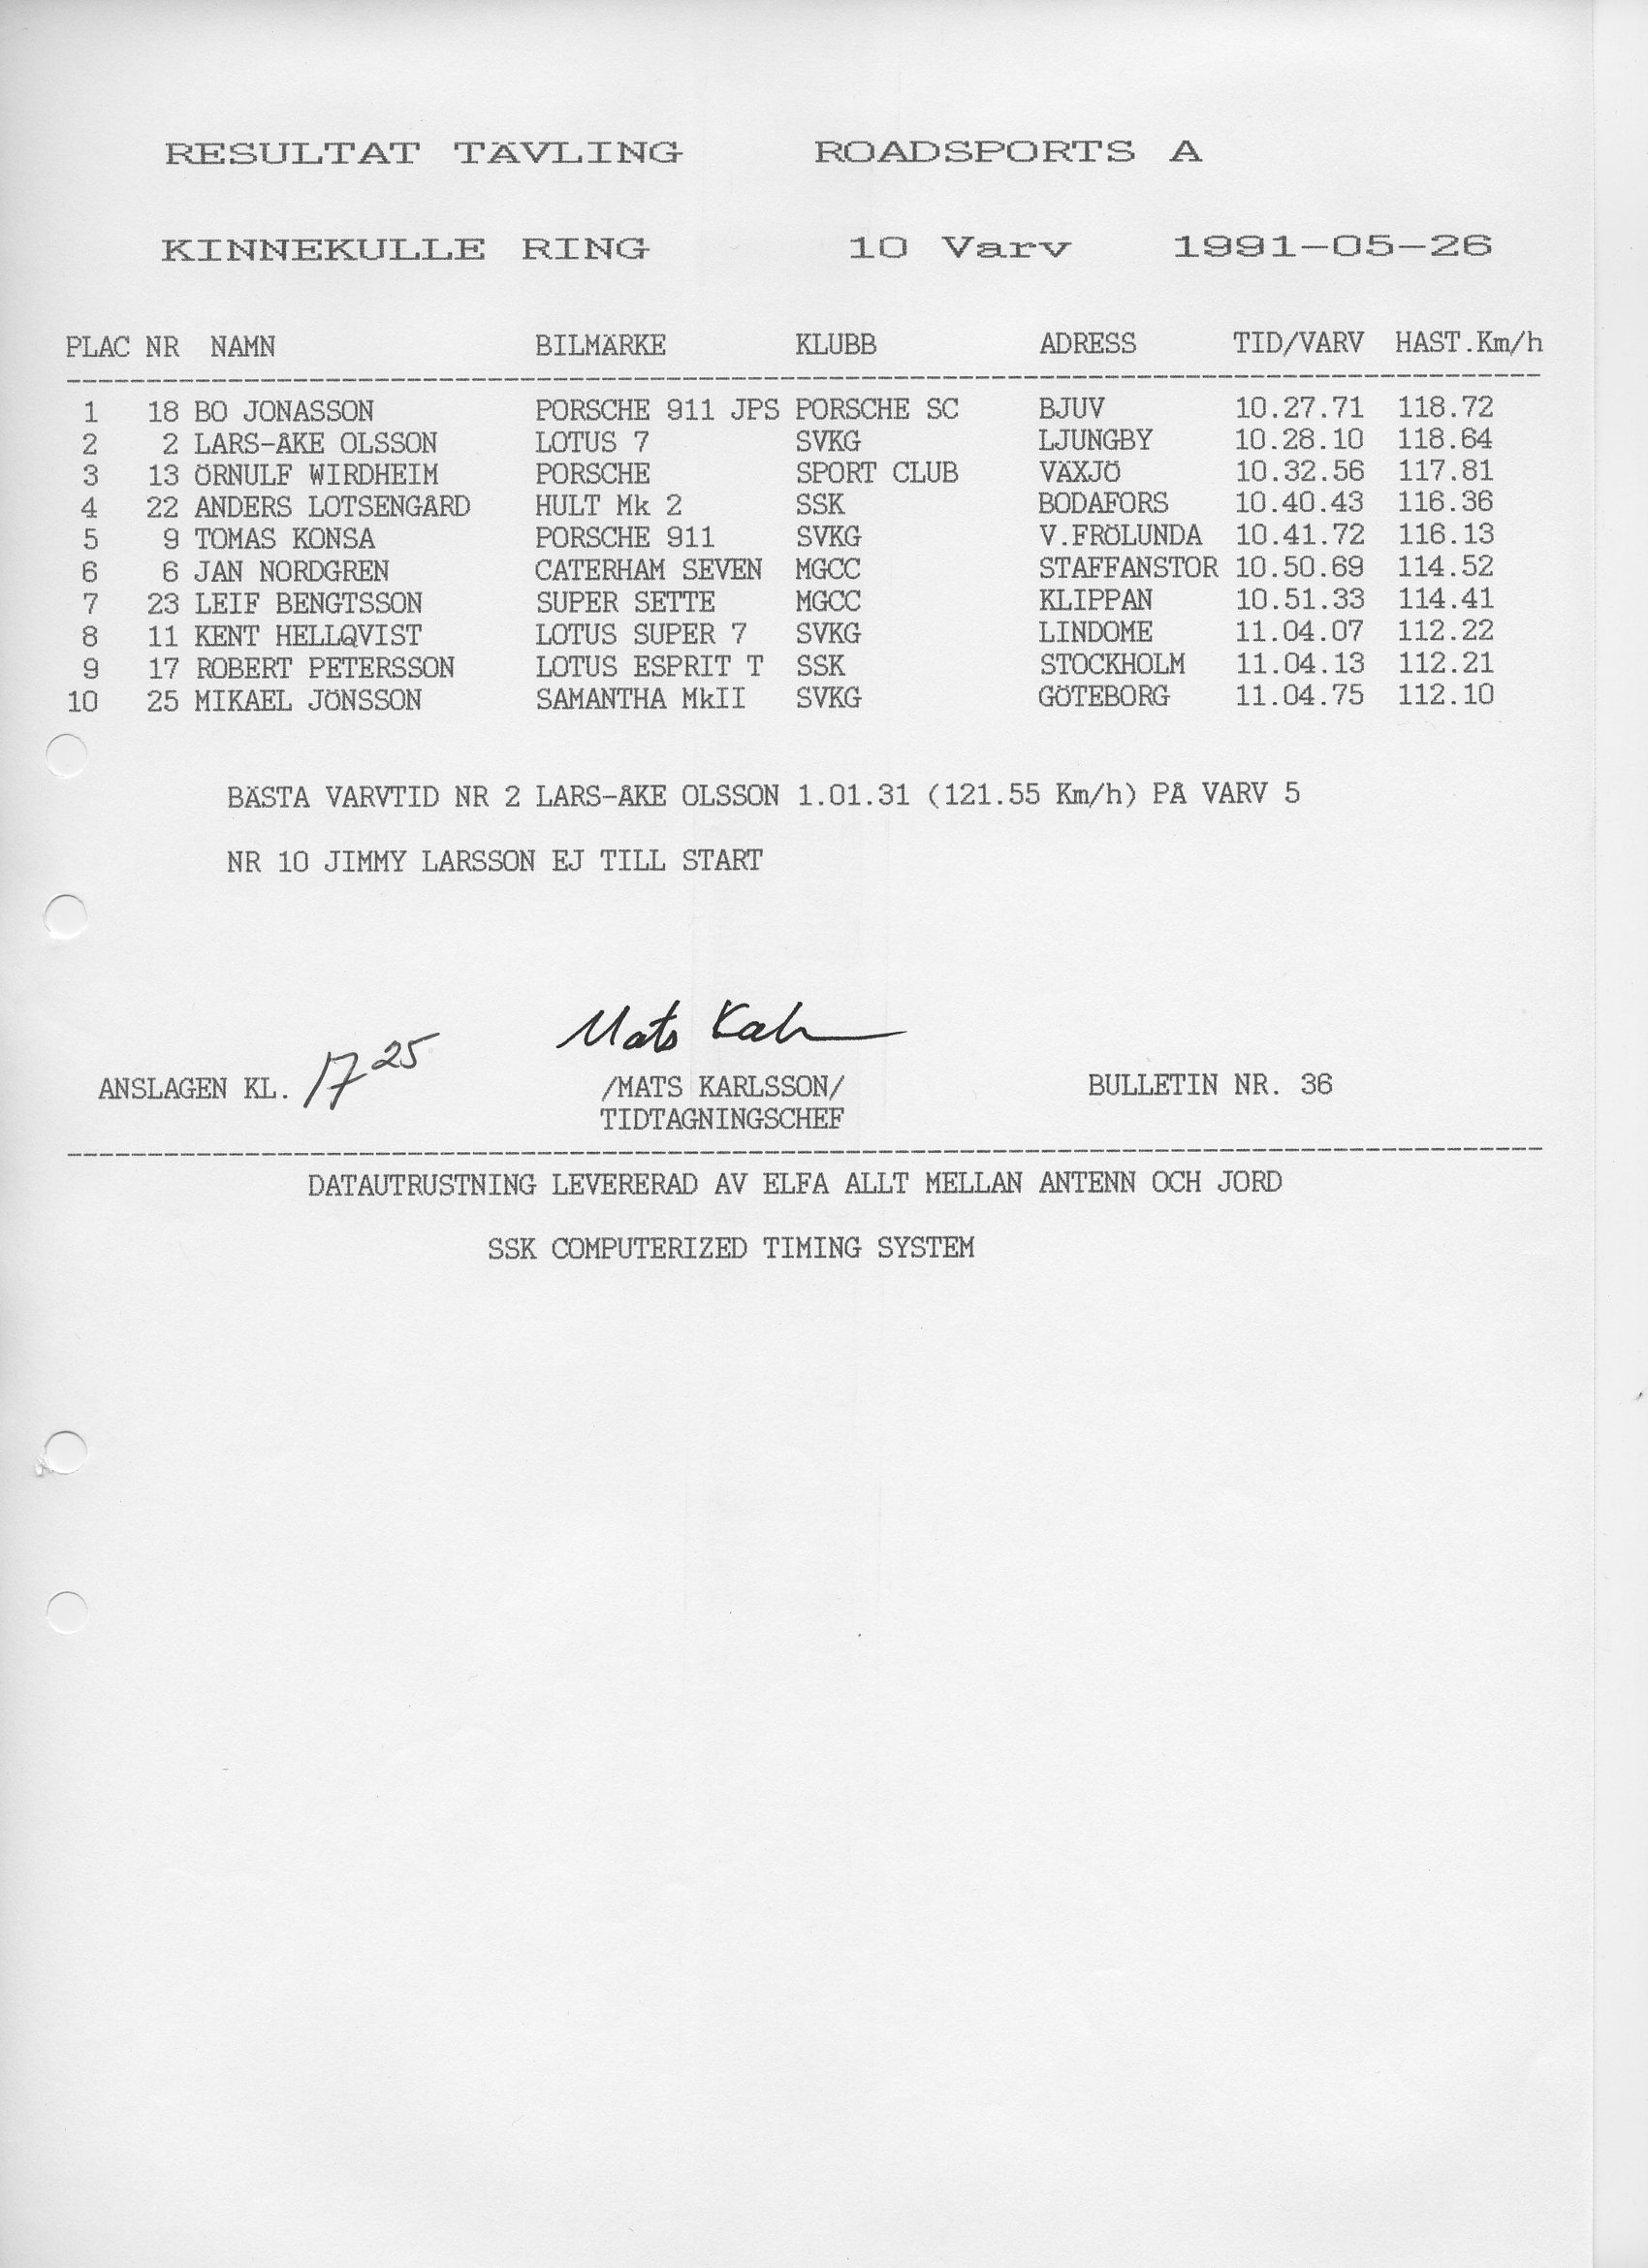 RESULTAT TÄVLING ROADSPORTS A
KINNEKULLE RING 10 Varv 1991-05-26
PLAC NR NAMN BILMÄRKE KLUBB ADRESS TID/VARV HAST.Km/h
1 18 BO JONASSON PORSCHE 911 JPS PORSCHE SC BJUV 10.27.71 118.72
2 2 LARS-ÅKE OLSSON LOTUS 7 SVKG LJUNGBY 10.28.10 118.64
3 13 ÖRNULF WIRDHEIM PORSCHE SPORT CLUB VÄXJÖ 10.32.56 117.81
4 22 ANDERS LOTSENGÅRD HULT Mk 2 SSK BODAFORS 10.40.43 116.36
5 9 TOMAS KONSA PORSCHE 911 SVKG V.FRÖLUNDA 10.41.72 116.13
6 6 JAN NORDGREN CATERHAM SEVEN MGCC STAFFANSTOR 10.50.69 114.52
7 23 LEIF BENGTSSON SUPER SETTE MGCC KLIPPAN 10.51.33 114.41
8 11 KENT HELLQVIST LOTUS SUPER 7 SVKG LINDOME 11.04.07 112.22
9 17 ROBERT PETERSSON LOTUS ESPRIT T SSK STOCKHOLM 11.04.13 112.21
10 25 MIKAEL JÖNSSON SAMANTHA MkII SVKG GÖTEBORG 11.04.75 112.10
BÄSTA VARVTID NR 2 LARS-ÅKE OLSSON 1.01.31 (121.55 Km/h) PÅ VARV 5
NR 10 JIMMY LARSSON EJ TILL START
Mats Karl
ANSLAGEN KL. 17 25 /MATS KARLSSON/ BULLETIN NR. 36
TIDTAGNINGSCHEF
DATAUTRUSTNING LEVERERAD AV ELFA ALLT MELLAN ANTENN OCH JORD
SSK COMPUTERIZED TIMING SYSTEM